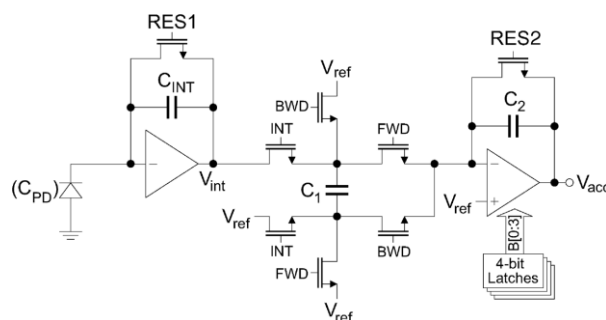 RES1
C_INT
(C_PD)
V_int
V_ref
BWD
INT
FWD
C_1
V_ref
INT
BWD
FWD
V_ref
RES2
C_2
V_ref
V_acc
B[0:3]
4-bit
Latches